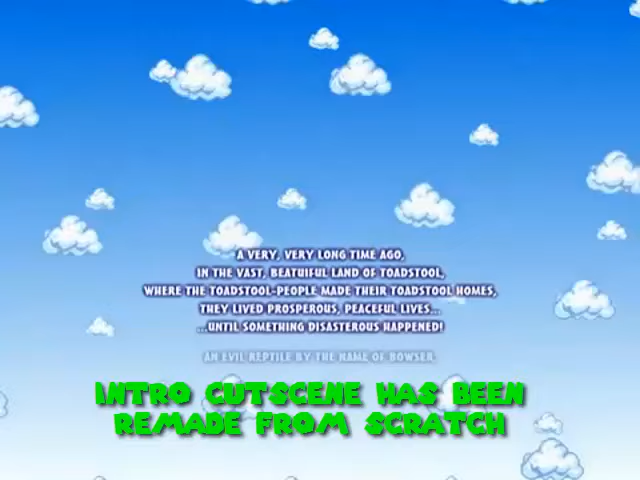 A VERY, VERY LONG TIME AGO,
IN THE VAST, BEATUIFUL LAND OF TOADSTOOL,
WHERE THE TOADSTOOL-PEOPLE MADE THEIR TOADSTOOL HOMES,
THEY LIVED PROSPEROUS, PEACEFUL LIVES...
...UNTIL SOMETHING DISASTEROUS HAPPENED!
AN EVIL REPTILE BY THE NAME OF BOWSER,
INTRO CUTSCENE HAS BEEN
REMADE FROM SCRATCH